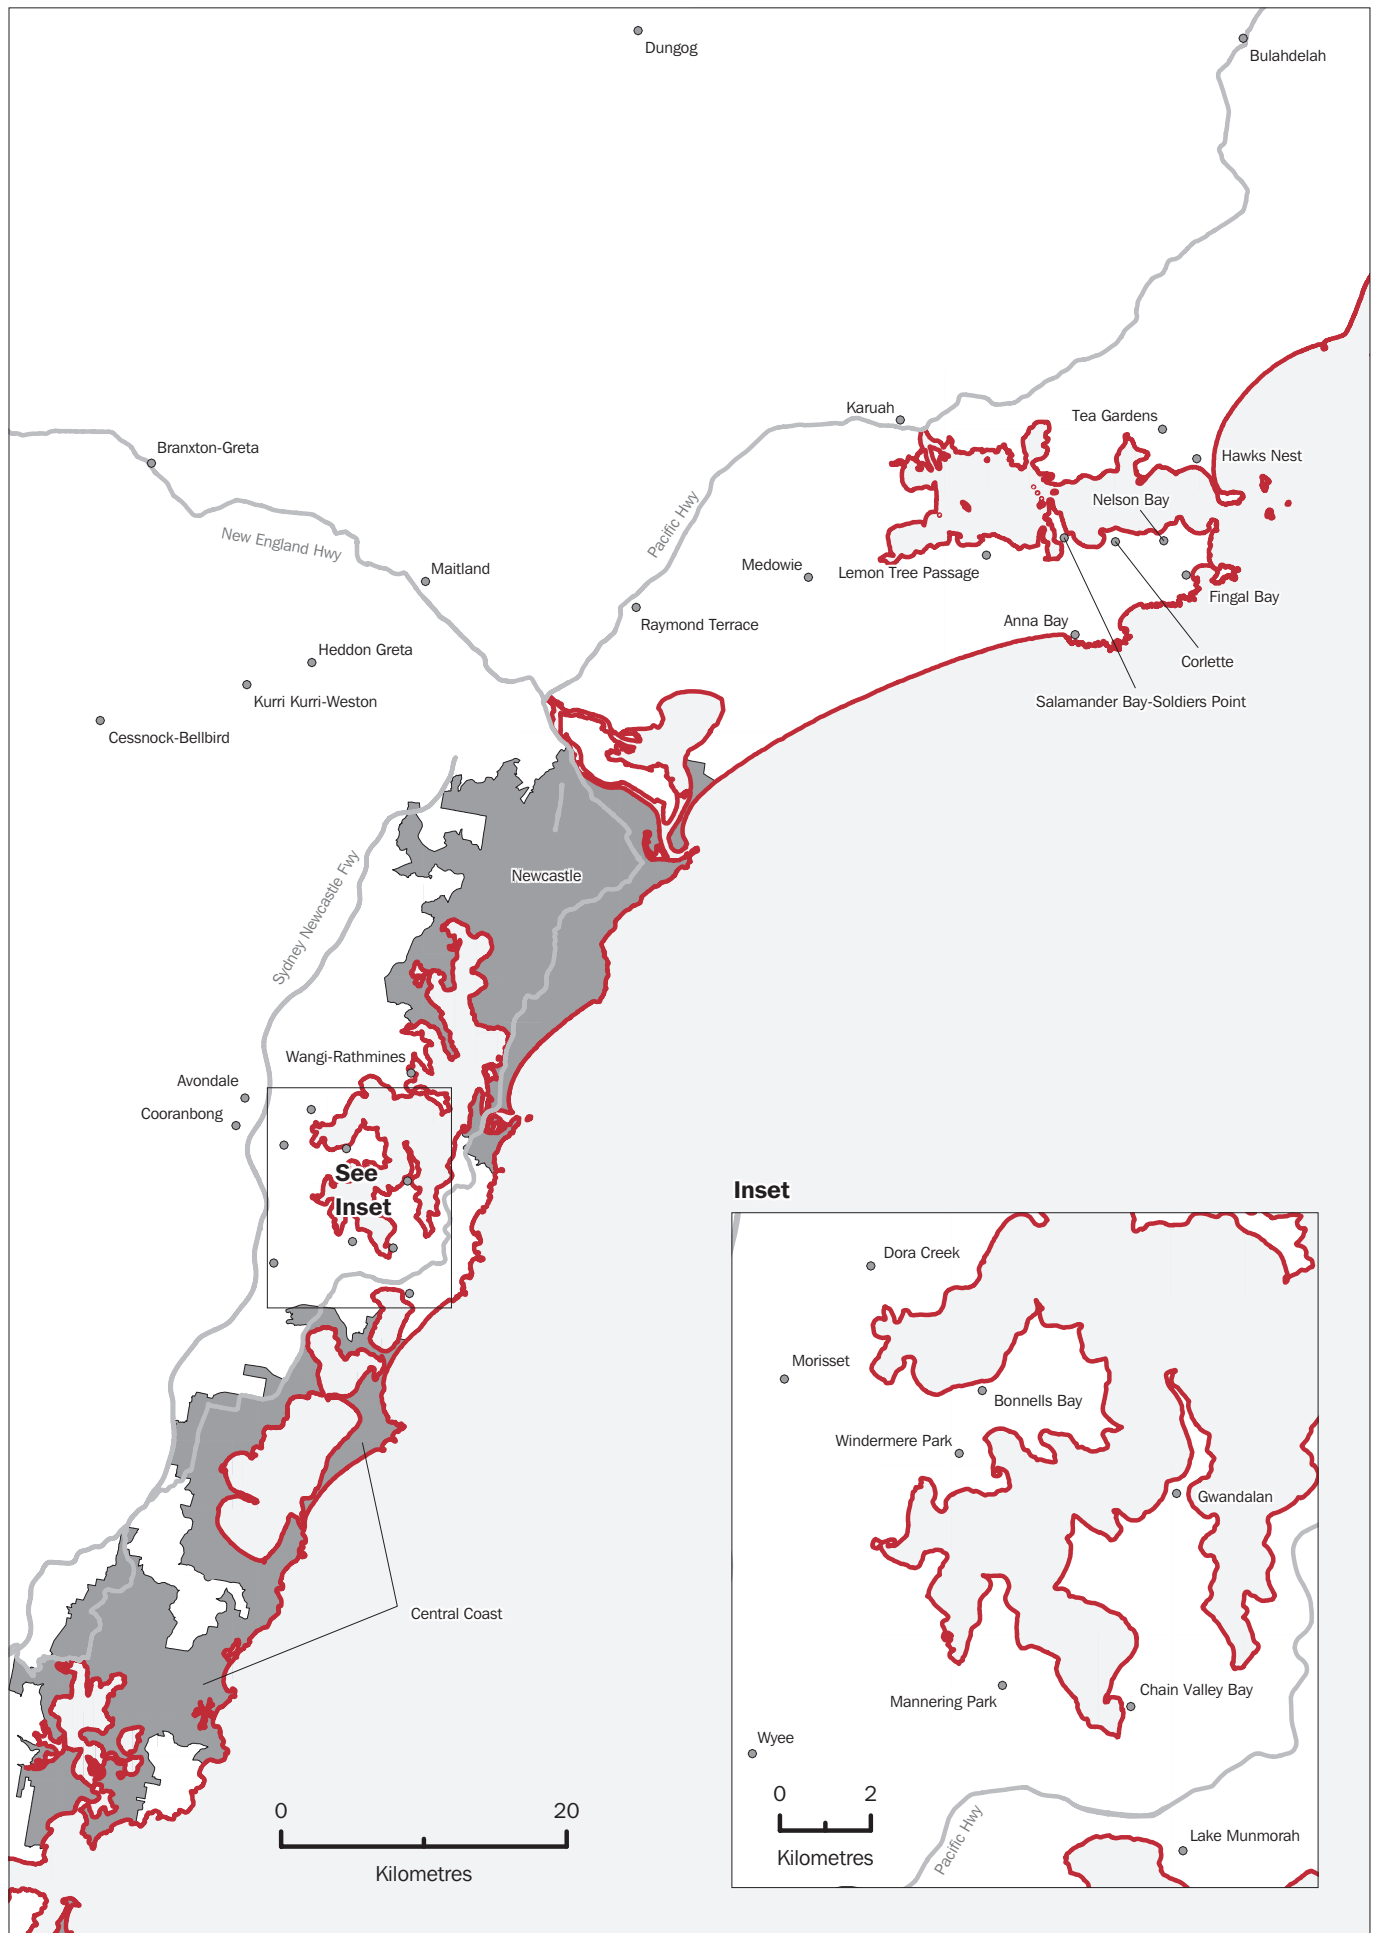 Dungog
Bulahdelah
Karuah
Tea Gardens
Branxton-Greta
Hawks Nest
Nelson Bay
Pacific Hwy
New England Hwy
Maitland
Medowie
Lemon Tree Passage
Fingal Bay
Raymond Terrace
Anna Bay
Heddon Greta
Corlette
Kurri Kurri-Weston
Salamander Bay-Soldiers Point
Cessnock-Bellbird
Newcastle
Sydney Newcastle Fwy
Wangi-Rathmines
Avondale
Cooranbong
See
Inset
Central Coast
0 20
Kilometres
Inset
Dora Creek
Morisset
Bonnells Bay
Windermere Park
Gwandalan
Mannering Park
Chain Valley Bay
Wyee
0 2
Kilometres
Pacific Hwy
Lake Munmorah